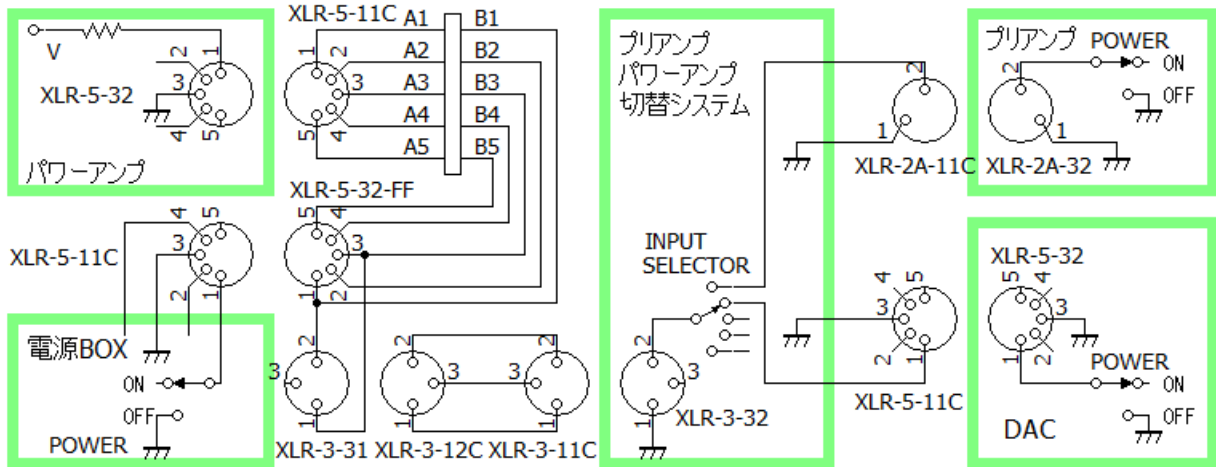 V
2
1
3
XLR-5-32
4
5
パワーアンプ
XLR-5-11C
1
2
3
5
4
A1
B1
A2
B2
A3
B3
A4
B4
A5
B5
XLR-5-32-FF
5
4
3
1
2
XLR-5-11C
4
5
3
2
1
電源BOX
ON
OFF
POWER
2
3
1
XLR-3-31
2
3
1
XLR-3-12C
2
3
1
XLR-3-11C
プリアンプ
パワーアンプ
切替システム
2
1
XLR-2A-11C
INPUT
SELECTOR
2
3
1
XLR-3-32
4
5
3
2
1
XLR-5-11C
プリアンプ
POWER
ON
OFF
2
1
XLR-2A-32
XLR-5-32
5
4
3
1
2
POWER
ON
OFF
DAC